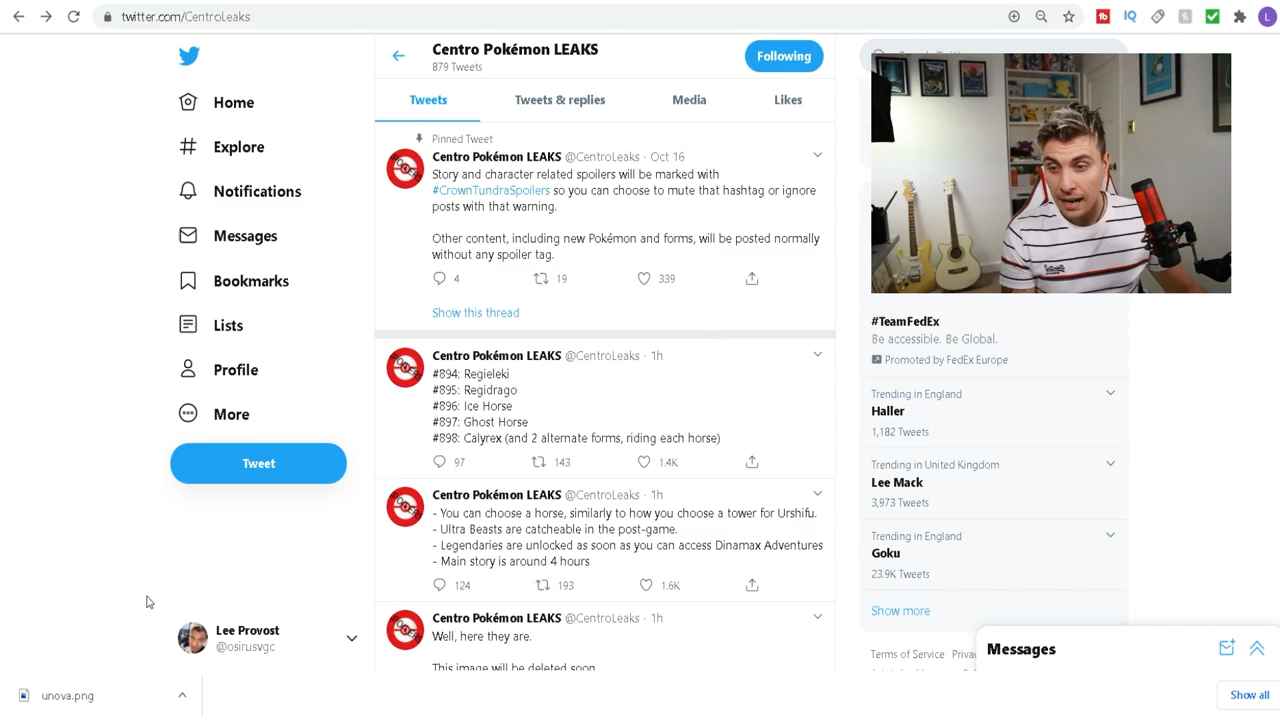 twitter.com/CentroLeaks
Centro Pokémon LEAKS
879 Tweets
Following
Home
Explore
Notifications
Messages
Bookmarks
Lists
Profile
More
Tweet
Lee Provost
@osirusvgc
Tweets
Tweets & replies
Media
Likes
Pinned Tweet
Centro Pokémon LEAKS @CentroLeaks · Oct 16
Story and character related spoilers will be marked with
#CrownTundraSpoilers so you can choose to mute that hashtag or ignore
posts with that warning.
Other content, including new Pokémon and forms, will be posted normally
without any spoiler tag.
4 19 339
Show this thread
Centro Pokémon LEAKS @CentroLeaks · 1h
#894: Regieleki
#895: Regidrago
#896: Ice Horse
#897: Ghost Horse
#898: Calyrex (and 2 alternate forms, riding each horse)
97 143 1.4K
Centro Pokémon LEAKS @CentroLeaks · 1h
- You can choose a horse, similarly to how you choose a tower for Urshifu.
- Ultra Beasts are catcheable in the post-game.
- Legendaries are unlocked as soon as you can access Dinamax Adventures
- Main story is around 4 hours
124 193 1.6K
Centro Pokémon LEAKS @CentroLeaks · 1h
Well, here they are.
This image will be deleted soon
#TeamFedEx
Be accessible. Be Global.
Promoted by FedEx Europe
Trending in England
Haller
1,182 Tweets
Trending in United Kingdom
Lee Mack
3,973 Tweets
Trending in England
Goku
23.9K Tweets
Show more
Terms of Service
Messages
unova.png
Show all